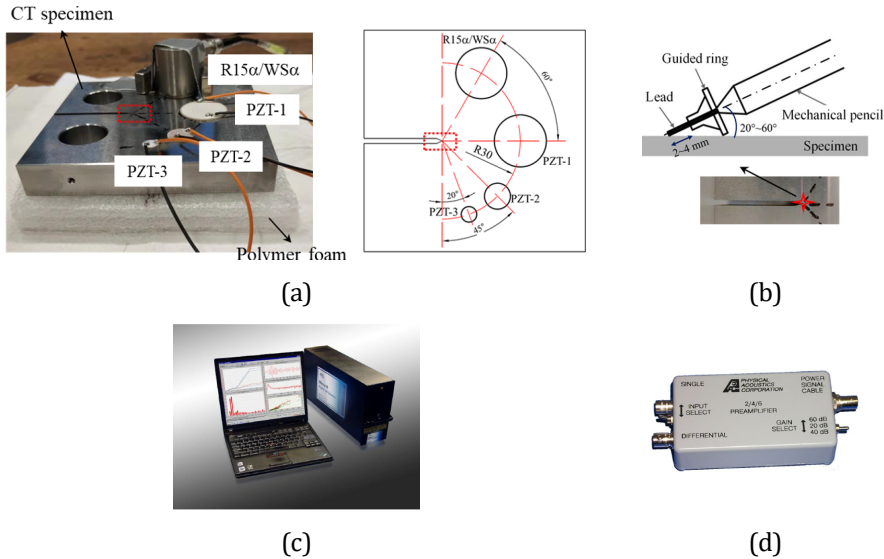 CT specimen
R15α/WSα
PZT-1
PZT-2
PZT-3
Polymer foam
R15α/WSα
60°
PZT-1
R30
PZT-2
20°
PZT-3
45°
(a)
Guided ring
Lead
Mechanical pencil
20°~60°
2~4 mm
Specimen
(b)
(c)
SINGLE
PHYSICAL
ACOUSTICS
CORPORATION
POWER
SIGNAL
CABLE
INPUT
SELECT
2/4/6
PREAMPLIFIER
GAIN
SELECT
60 dB
20 dB
40 dB
DIFFERENTIAL
(d)